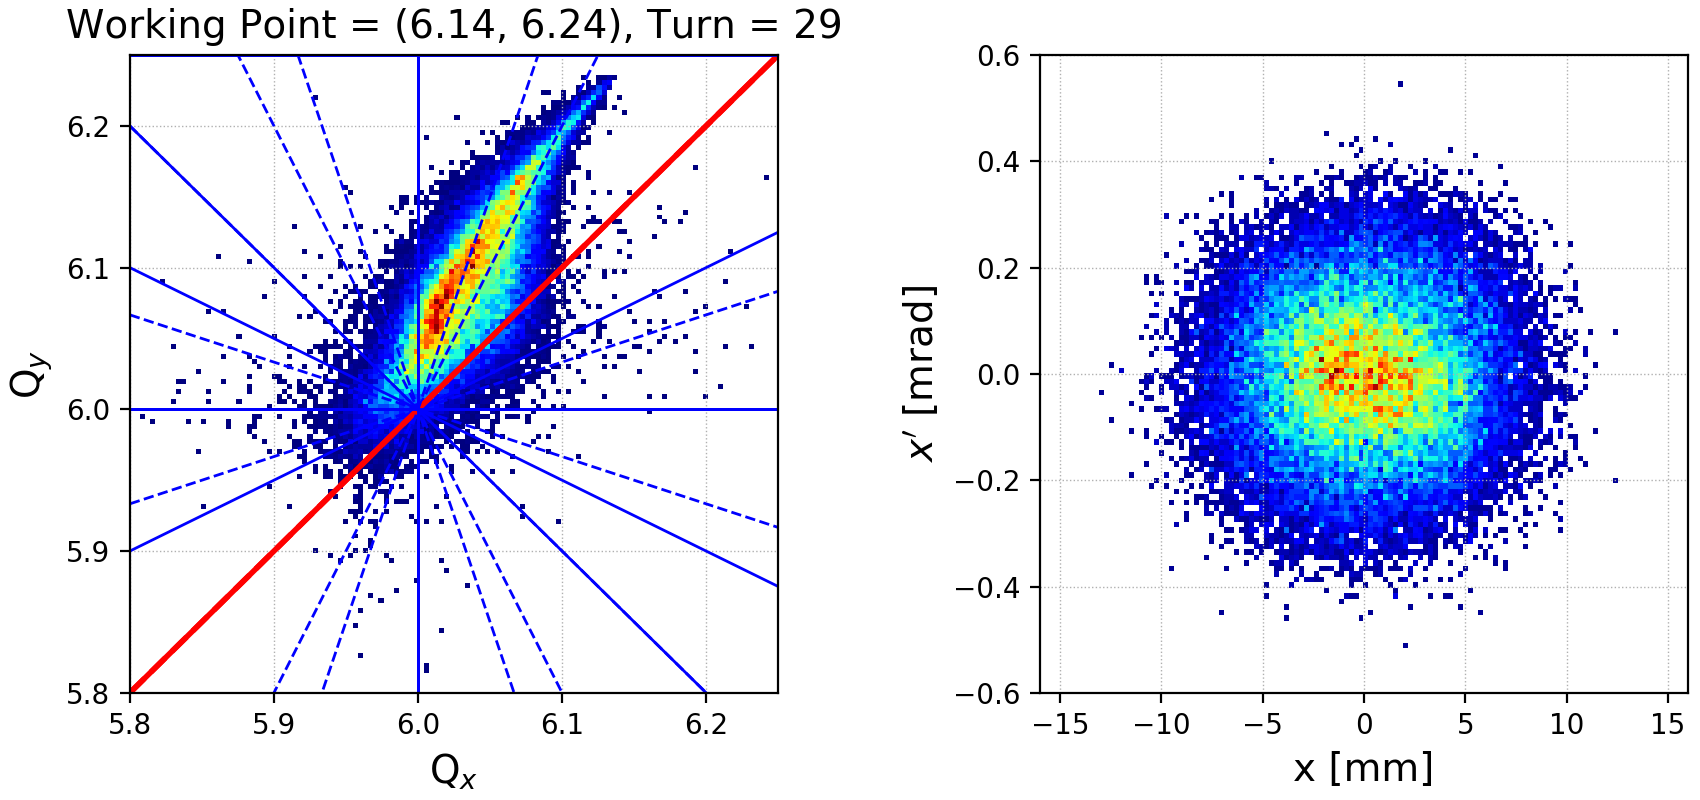 Working Point = (6.14, 6.24), Turn = 29
6.2
6.1
6.0
5.9
5.8
Q_y
5.8 5.9 6.0 6.1 6.2
Q_x
0.6
0.4
0.2
0.0
−0.2
−0.4
−0.6
x′ [mrad]
−15 −10 −5 0 5 10 15
x [mm]